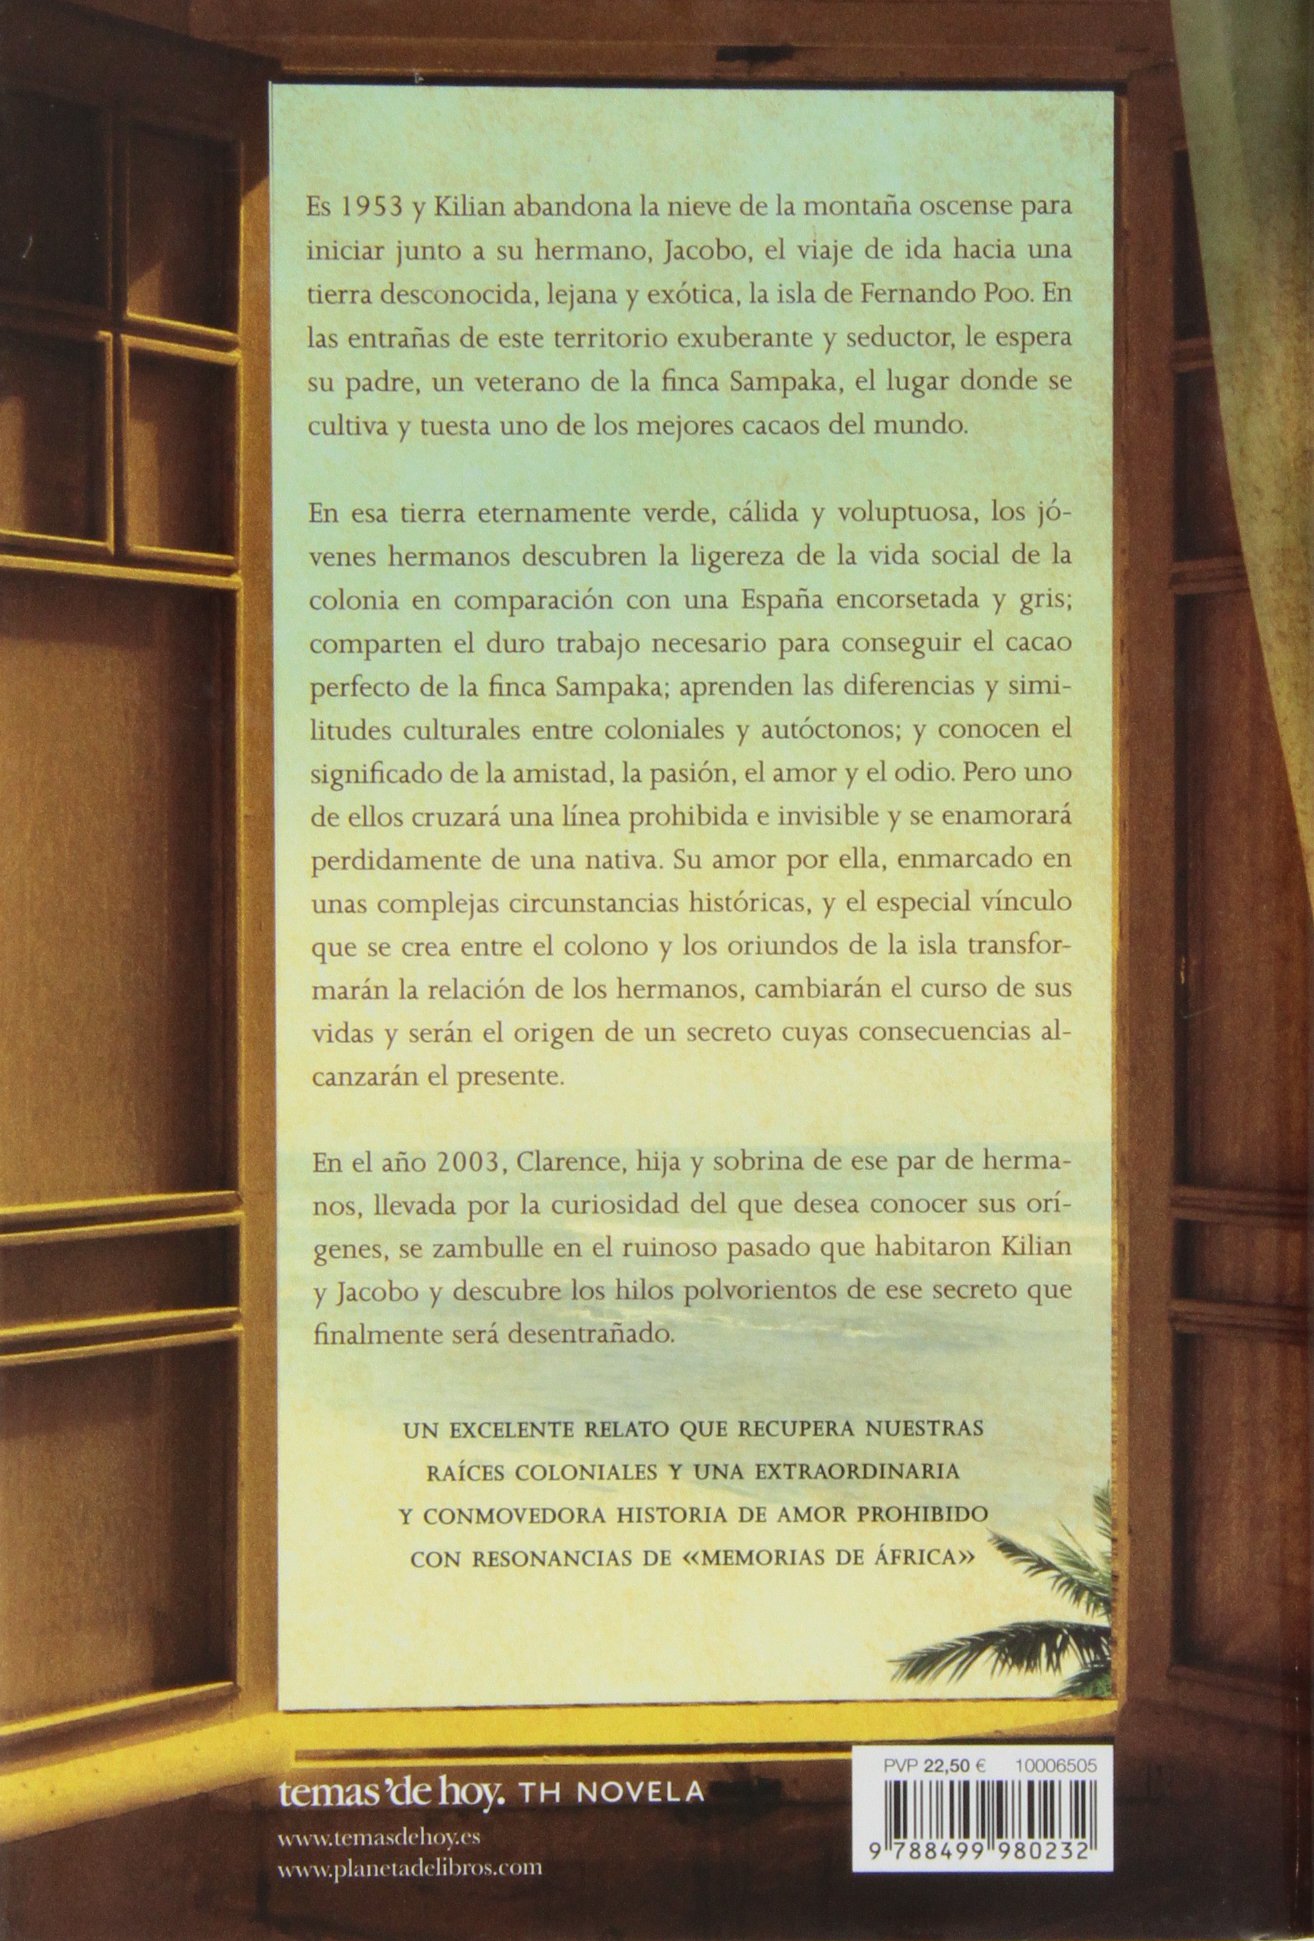 Es 1953 y Kilian abandona la nieve de la montaña oscense para
iniciar junto a su hermano, Jacobo, el viaje de ida hacia una
tierra desconocida, lejana y exótica, la isla de Fernando Poo. En
las entrañas de este territorio exuberante y seductor, le espera
su padre, un veterano de la finca Sampaka, el lugar donde se
cultiva y tuesta uno de los mejores cacaos del mundo.
En esa tierra eternamente verde, cálida y voluptuosa, los jó-
venes hermanos descubren la ligereza de la vida social de la
colonia en comparación con una España encorsetada y gris;
comparten el duro trabajo necesario para conseguir el cacao
perfecto de la finca Sampaka; aprenden las diferencias y simi-
litudes culturales entre coloniales y autóctonos; y conocen el
significado de la amistad, la pasión, el amor y el odio. Pero uno
de ellos cruzará una línea prohibida e invisible y se enamorará
perdidamente de una nativa. Su amor por ella, enmarcado en
unas complejas circunstancias históricas, y el especial vínculo
que se crea entre el colono y los oriundos de la isla transfor-
marán la relación de los hermanos, cambiarán el curso de sus
vidas y serán el origen de un secreto cuyas consecuencias al-
canzarán el presente.
En el año 2003, Clarence, hija y sobrina de ese par de herma-
nos, llevada por la curiosidad del que desea conocer sus orí-
genes, se zambulle en el ruinoso pasado que habitaron Kilian
y Jacobo y descubre los hilos polvorientos de ese secreto que
finalmente será desentrañado.
UN EXCELENTE RELATO QUE RECUPERA NUESTRAS
RAÍCES COLONIALES Y UNA EXTRAORDINARIA
Y CONMOVEDORA HISTORIA DE AMOR PROHIBIDO
CON RESONANCIAS DE «MEMORIAS DE ÁFRICA»
PVP 22,50 € 10006505
temas'de hoy. TH NOVELA
www.temasdehoy.es
www.planetadelibros.com
9 788499 980232